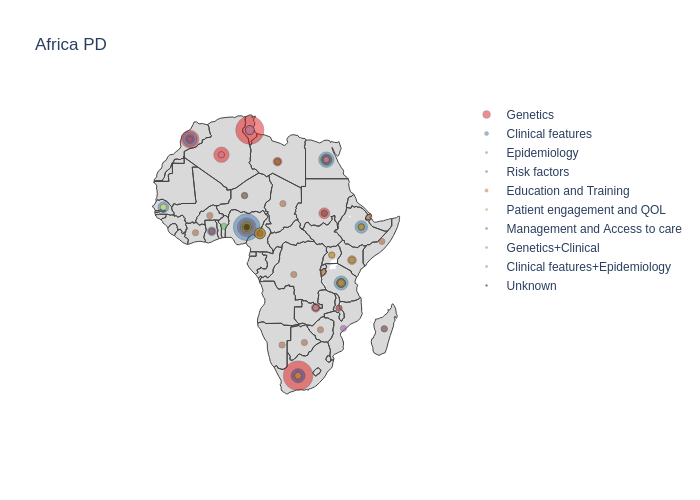 Africa PD
Genetics
Clinical features
Epidemiology
Risk factors
Education and Training
Patient engagement and QOL
Management and Access to care
Genetics+Clinical
Clinical features+Epidemiology
Unknown